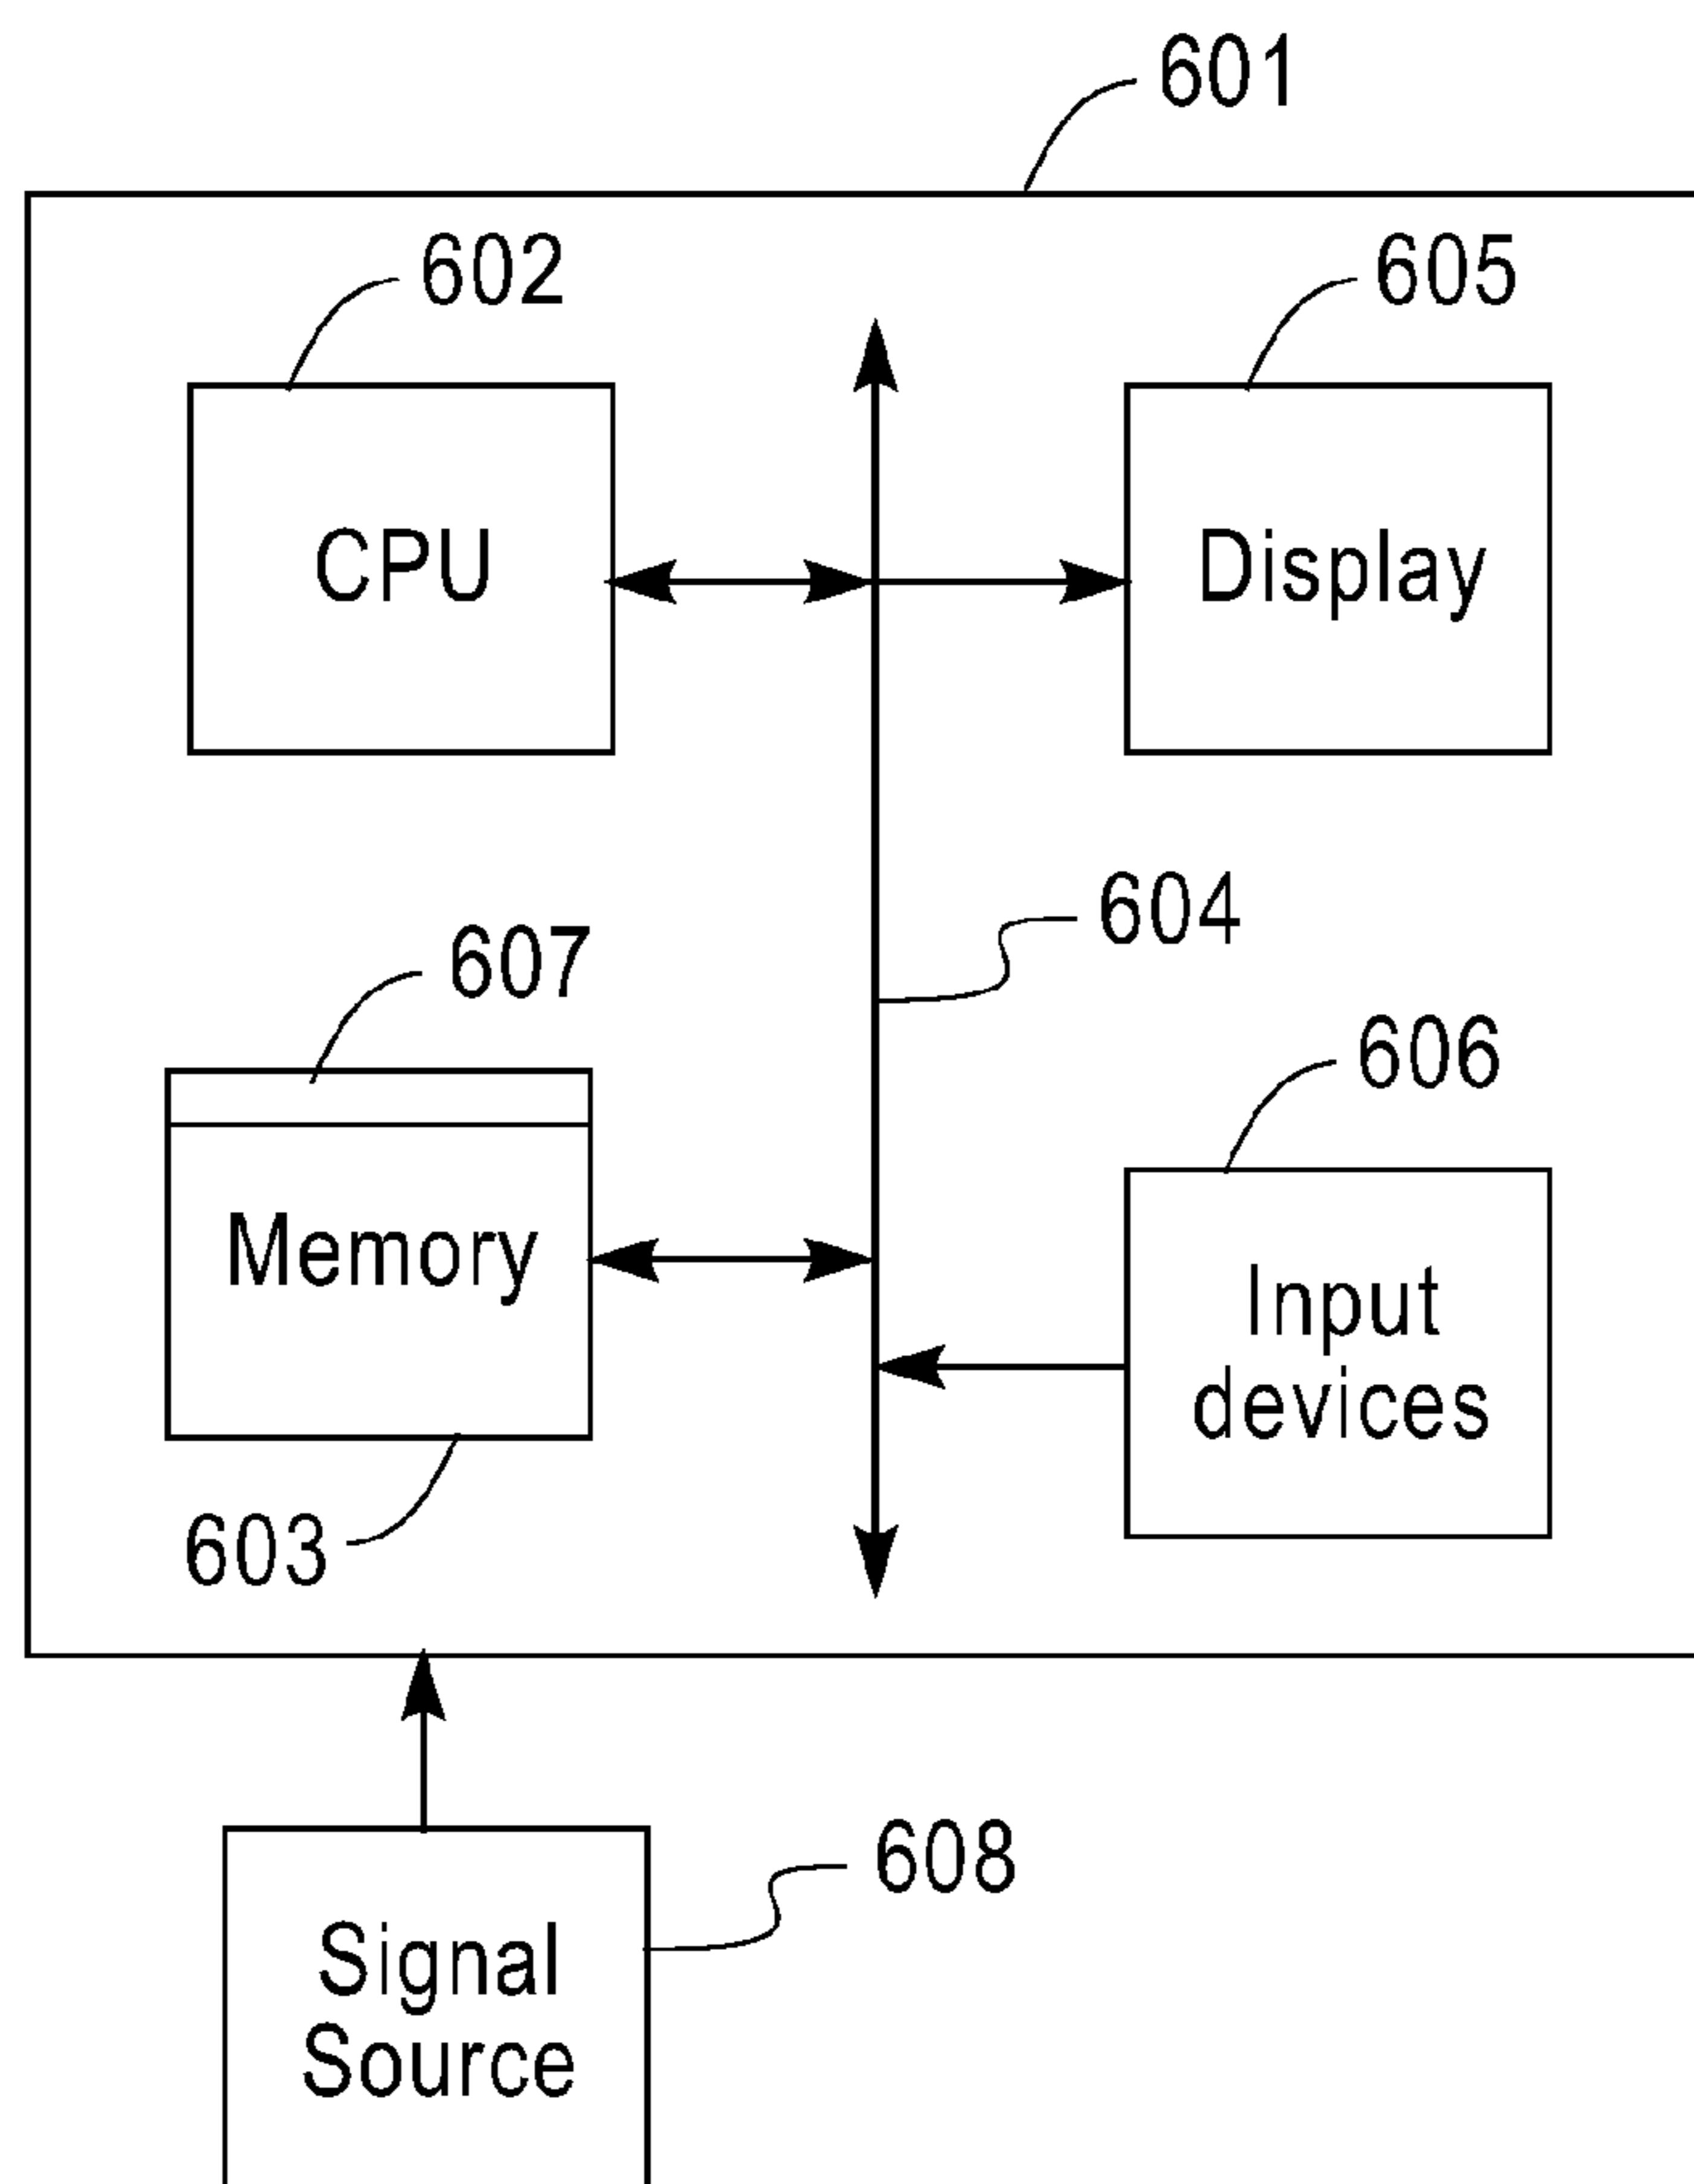 601
602
605
CPU
Display
604
607
606
Memory
Input
devices
603
608
Signal
Source